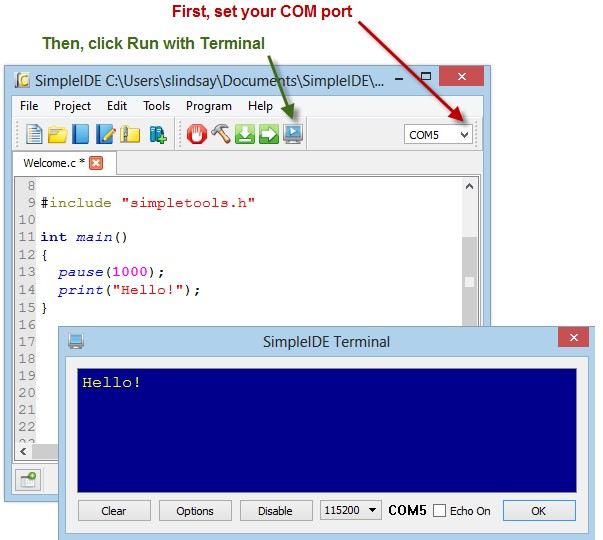 First, set your COM port
Then, click Run with Terminal
SimpleIDE C:\Users\slindsay\Documents\SimpleIDE\...
File Project Edit Tools Program Help
COM5
Welcome.c *
8
9 #include "simpletools.h"
10
11 int main()
12 {
13 pause(1000);
14 print("Hello!");
15 }
16
17
18
19
20
21
22
SimpleIDE Terminal
Hello!
Clear Options Disable 115200 COM5 Echo On OK